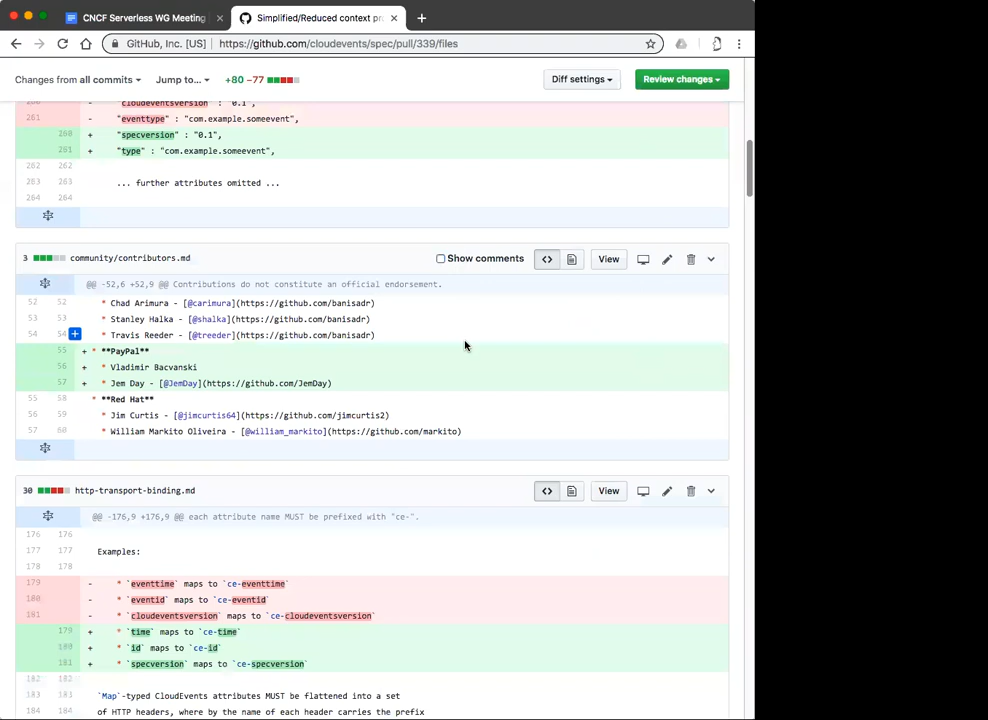 CNCF Serverless WG Meeting
Simplified/Reduced context pr
GitHub, Inc. [US]
https://github.com/cloudevents/spec/pull/339/files
Changes from all commits
Jump to...
+80 −77
Diff settings
Review changes
260 - "cloudeventsversion" : "0.1",
261 - "eventtype" : "com.example.someevent",
260 + "specversion" : "0.1",
261 + "type" : "com.example.someevent",
262 262
263 263 ... further attributes omitted ...
264 264
3 community/contributors.md
Show comments
View
@@ -52,6 +52,9 @@ Contributions do not constitute an official endorsement.
52 52 * Chad Arimura - [@carimura](https://github.com/banisadr)
53 53 * Stanley Halka - [@shalka](https://github.com/banisadr)
54 54 * Travis Reeder - [@treeder](https://github.com/banisadr)
55 + * **PayPal**
56 + * Vladimir Bacvanski
57 + * Jem Day - [@JemDay](https://github.com/JemDay)
55 58 * **Red Hat**
56 59 * Jim Curtis - [@jimcurtis64](https://github.com/jimcurtis2)
57 60 * William Markito Oliveira - [@william_markito](https://github.com/markito)
30 http-transport-binding.md
View
@@ -176,9 +176,9 @@ each attribute name MUST be prefixed with "ce-".
176 176
177 177 Examples:
178 178
179 - * `eventtime` maps to `ce-eventtime`
180 - * `eventid` maps to `ce-eventid`
181 - * `cloudeventsversion` maps to `ce-cloudeventsversion`
179 + * `time` maps to `ce-time`
180 + * `id` maps to `ce-id`
181 + * `specversion` maps to `ce-specversion`
182 182
183 183 `Map`-typed CloudEvents attributes MUST be flattened into a set
184 184 of HTTP headers, where by the name of each header carries the prefix